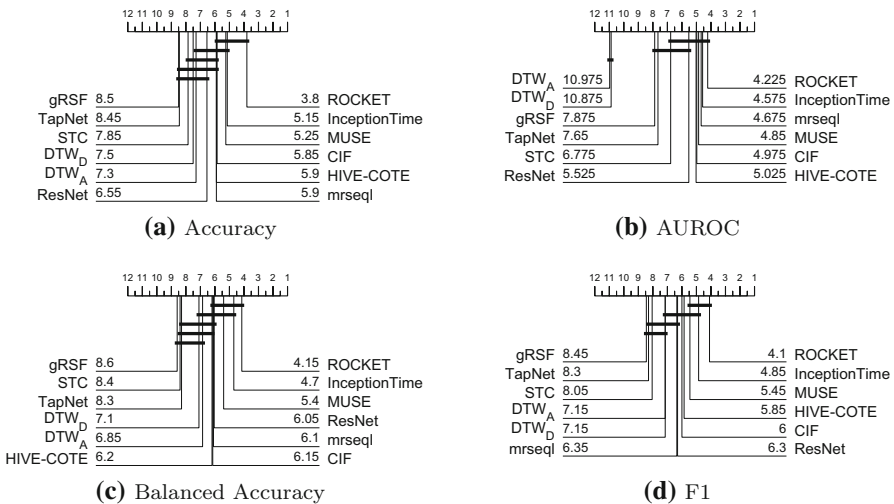 12 11 10 9 8 7 6 5 4 3 2 1
gRSF 8.5 3.8 ROCKET
TapNet 8.45 5.15 InceptionTime
STC 7.85 5.25 MUSE
DTW_D 7.5 5.85 CIF
DTW_A 7.3 5.9 HIVE-COTE
ResNet 6.55 5.9 mrseql
(a) Accuracy
12 11 10 9 8 7 6 5 4 3 2 1
DTW_A 10.975 4.225 ROCKET
DTW_D 10.875 4.575 InceptionTime
gRSF 7.875 4.675 mrseql
TapNet 7.65 4.85 MUSE
STC 6.775 4.975 CIF
ResNet 5.525 5.025 HIVE-COTE
(b) AUROC
12 11 10 9 8 7 6 5 4 3 2 1
gRSF 8.6 4.15 ROCKET
STC 8.4 4.7 InceptionTime
TapNet 8.3 5.4 MUSE
DTW_D 7.1 6.05 ResNet
DTW_A 6.85 6.1 mrseql
HIVE-COTE 6.2 6.15 CIF
(c) Balanced Accuracy
12 11 10 9 8 7 6 5 4 3 2 1
gRSF 8.45 4.1 ROCKET
TapNet 8.3 4.85 InceptionTime
STC 8.05 5.45 MUSE
DTW_A 7.15 5.85 HIVE-COTE
DTW_D 7.15 6 CIF
mrseql 6.35 6.3 ResNet
(d) F1